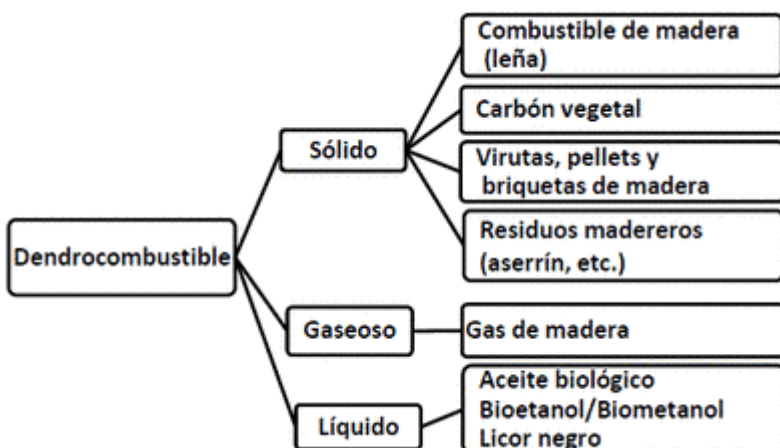 Dendrocombustible
Sólido
Combustible de madera
(leña)
Carbón vegetal
Virutas, pellets y
briquetas de madera
Residuos madereros
(aserrín, etc.)
Gaseoso
Gas de madera
Líquido
Aceite biológico
Bioetanol/Biometanol
Licor negro